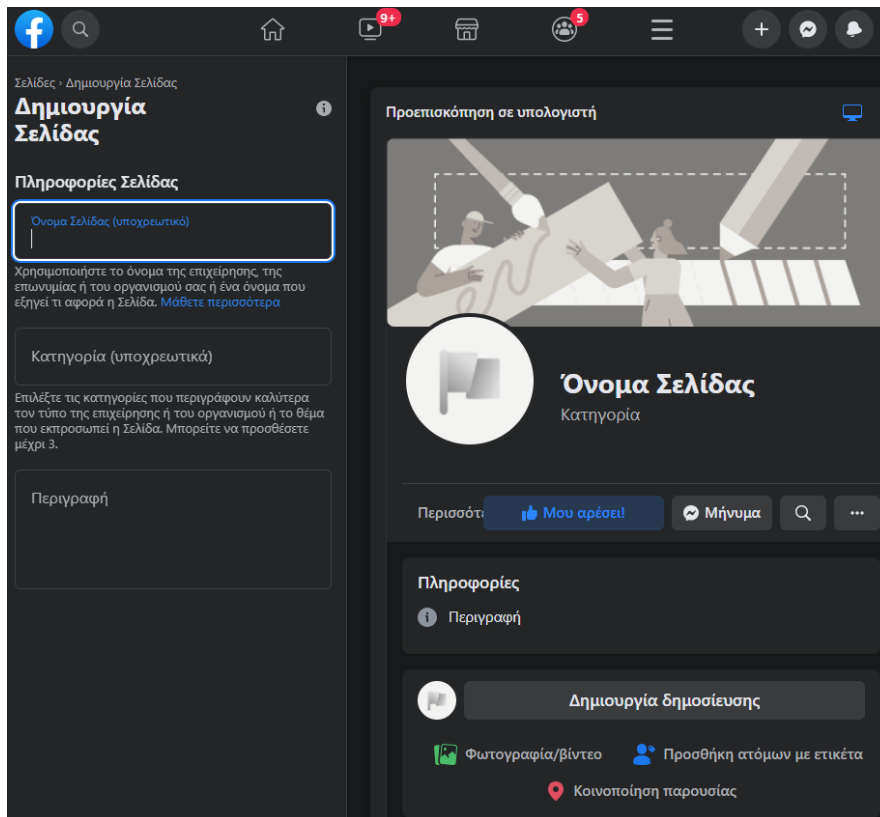 9+
5
Σελίδες › Δημιουργία Σελίδας
Δημιουργία
Σελίδας
Πληροφορίες Σελίδας
Όνομα Σελίδας (υποχρεωτικό)
Χρησιμοποιήστε το όνομα της επιχείρησης, της
επωνυμίας ή του οργανισμού σας ή ένα όνομα που
εξηγεί τι αφορά η Σελίδα. Μάθετε περισσότερα
Κατηγορία (υποχρεωτικά)
Επιλέξτε τις κατηγορίες που περιγράφουν καλύτερα
τον τύπο της επιχείρησης ή του οργανισμού ή το θέμα
που εκπροσωπεί η Σελίδα. Μπορείτε να προσθέσετε
μέχρι 3.
Περιγραφή
Προεπισκόπηση σε υπολογιστή
Όνομα Σελίδας
Κατηγορία
Περισσότ Μου αρέσει! Μήνυμα
Πληροφορίες
Περιγραφή
Δημιουργία δημοσίευσης
Φωτογραφία/βίντεο Προσθήκη ατόμων με ετικέτα
Κοινοποίηση παρουσίας